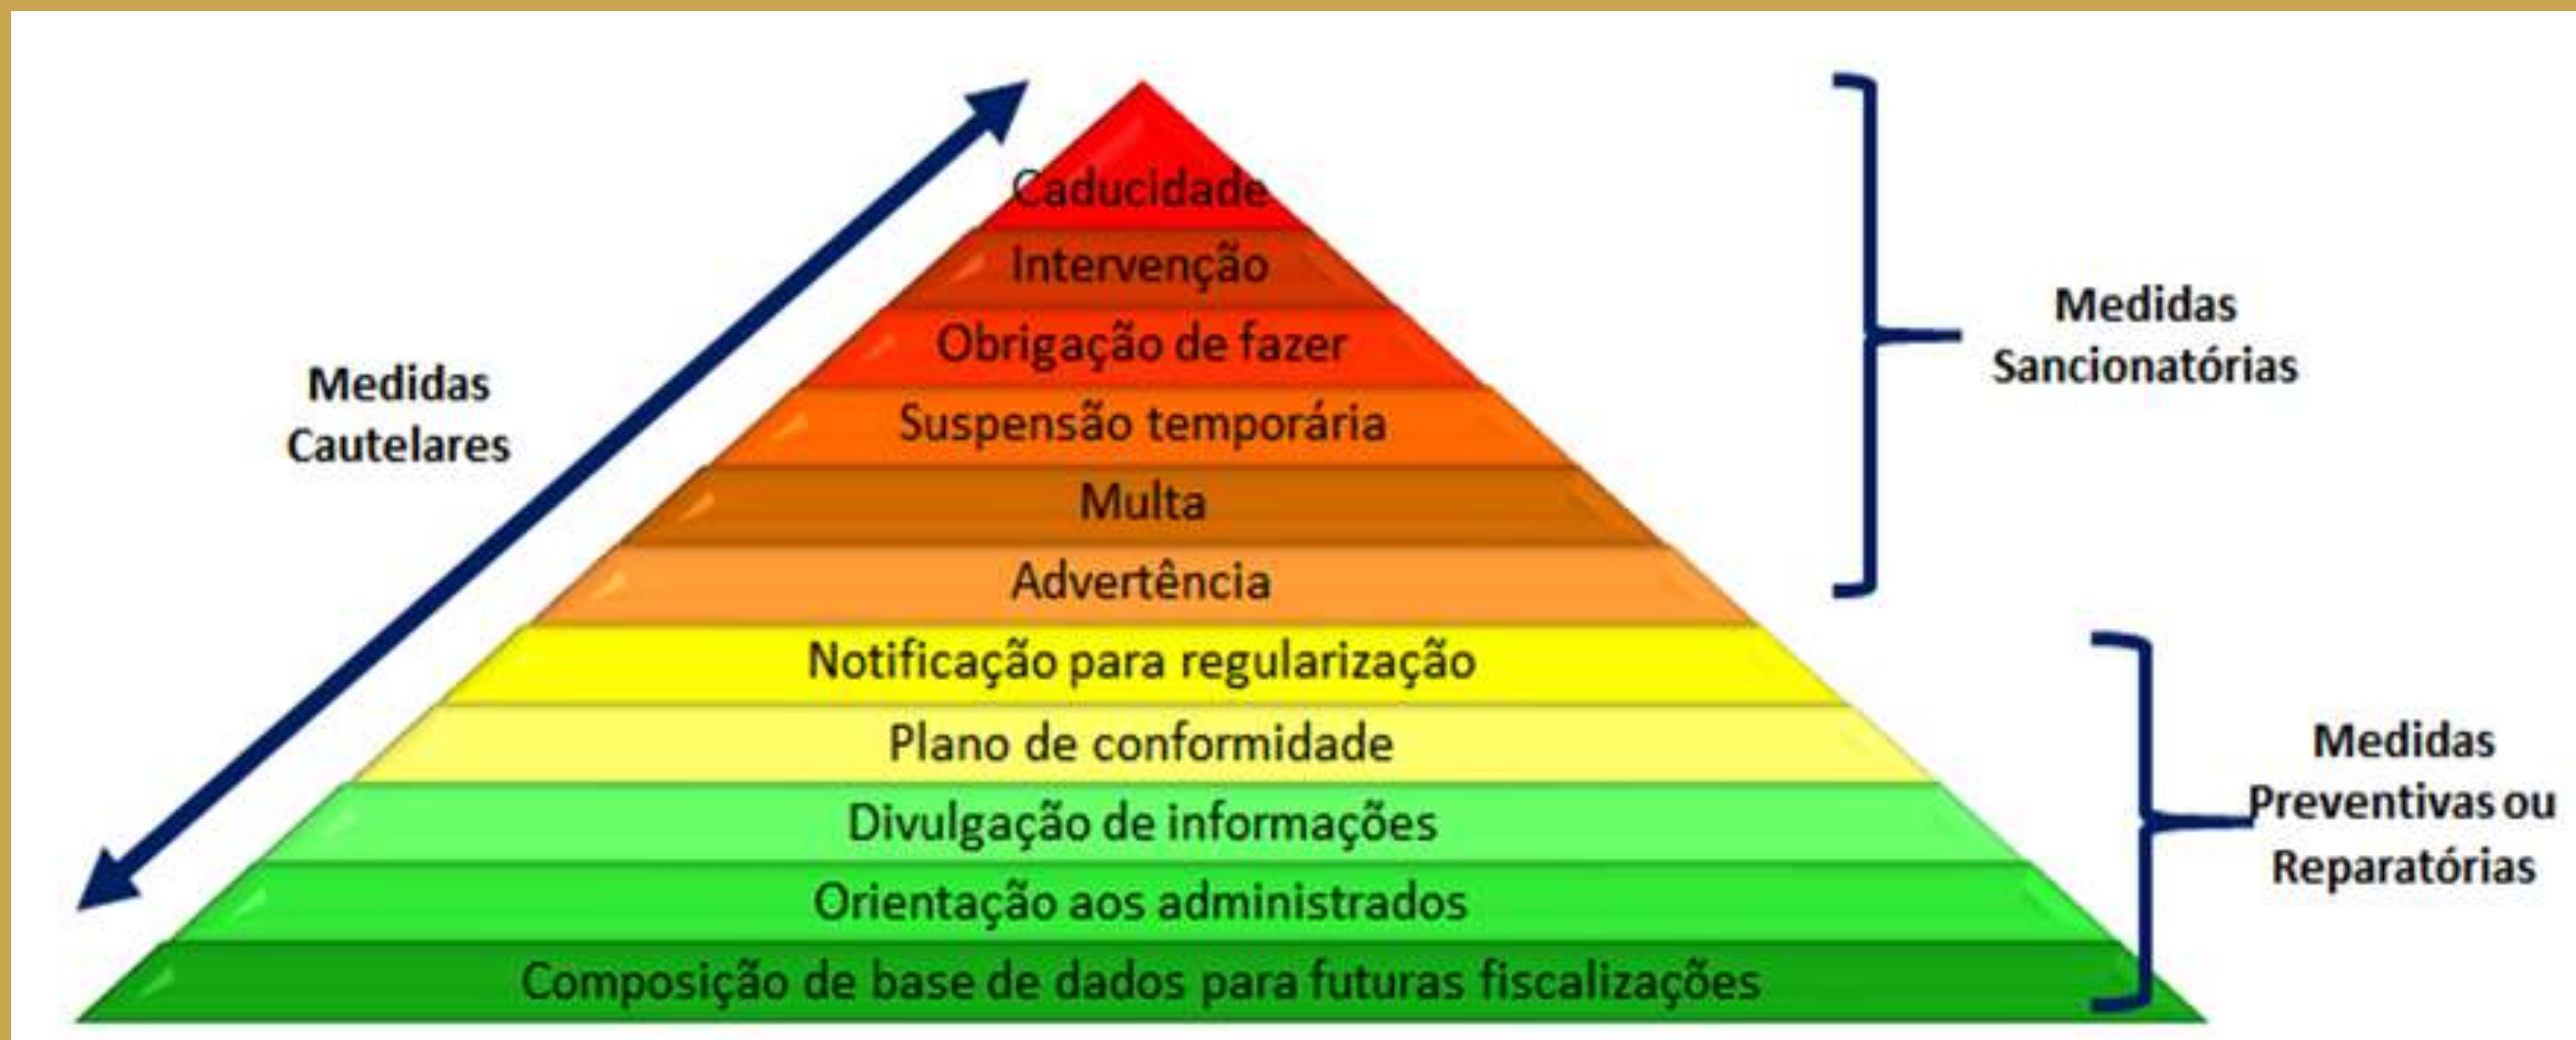 Caducidade
Intervenção
Obrigação de fazer
Suspensão temporária
Multa
Advertência
Notificação para regularização
Plano de conformidade
Divulgação de informações
Orientação aos administrados
Composição de base de dados para futuras fiscalizações
Medidas
Cautelares
Medidas
Sancionatórias
Medidas
Preventivas ou
Reparatórias